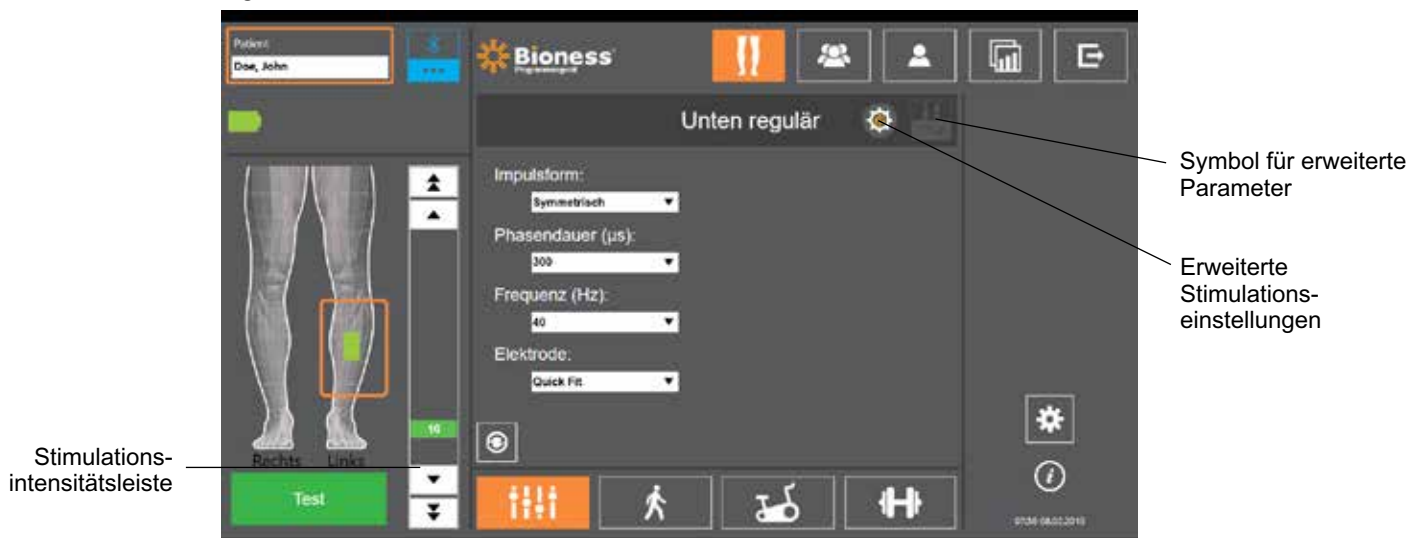 Patient:
Doe, John
Bioness
Programmiergerät
Unten regulär
Symbol für erweiterte
Parameter
Impulsform:
Symmetrisch
Phasendauer (µs):
300
Frequenz (Hz):
40
Elektrode:
Quick Fit
Erweiterte
Stimulations-
einstellungen
10
Rechts Links
Stimulations-
intensitätsleiste
Test